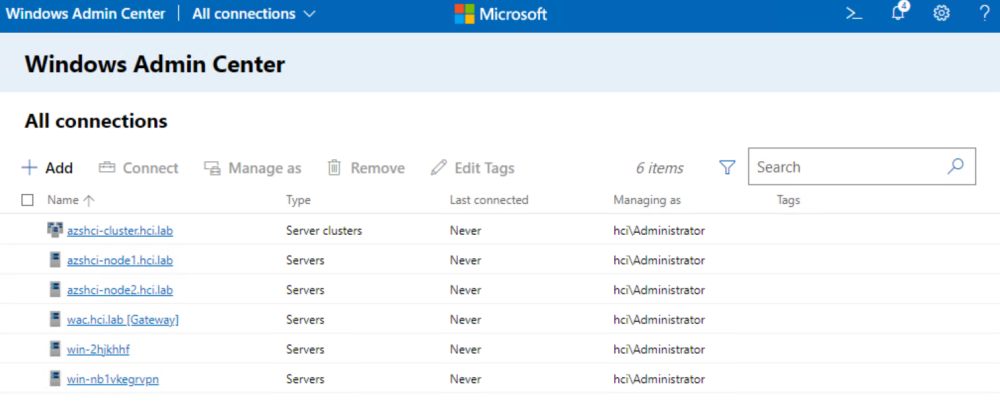 Windows Admin Center All connections Microsoft 4
Windows Admin Center
All connections
Add Connect Manage as Remove Edit Tags 6 items Search
Name Type Last connected Managing as Tags
azshci-cluster.hci.lab Server clusters Never hci\Administrator
azshci-node1.hci.lab Servers Never hci\Administrator
azshci-node2.hci.lab Servers Never hci\Administrator
wac.hci.lab [Gateway] Servers Never hci\Administrator
win-2hjkhhf Servers Never hci\Administrator
win-nb1vkegrvpn Servers Never hci\Administrator